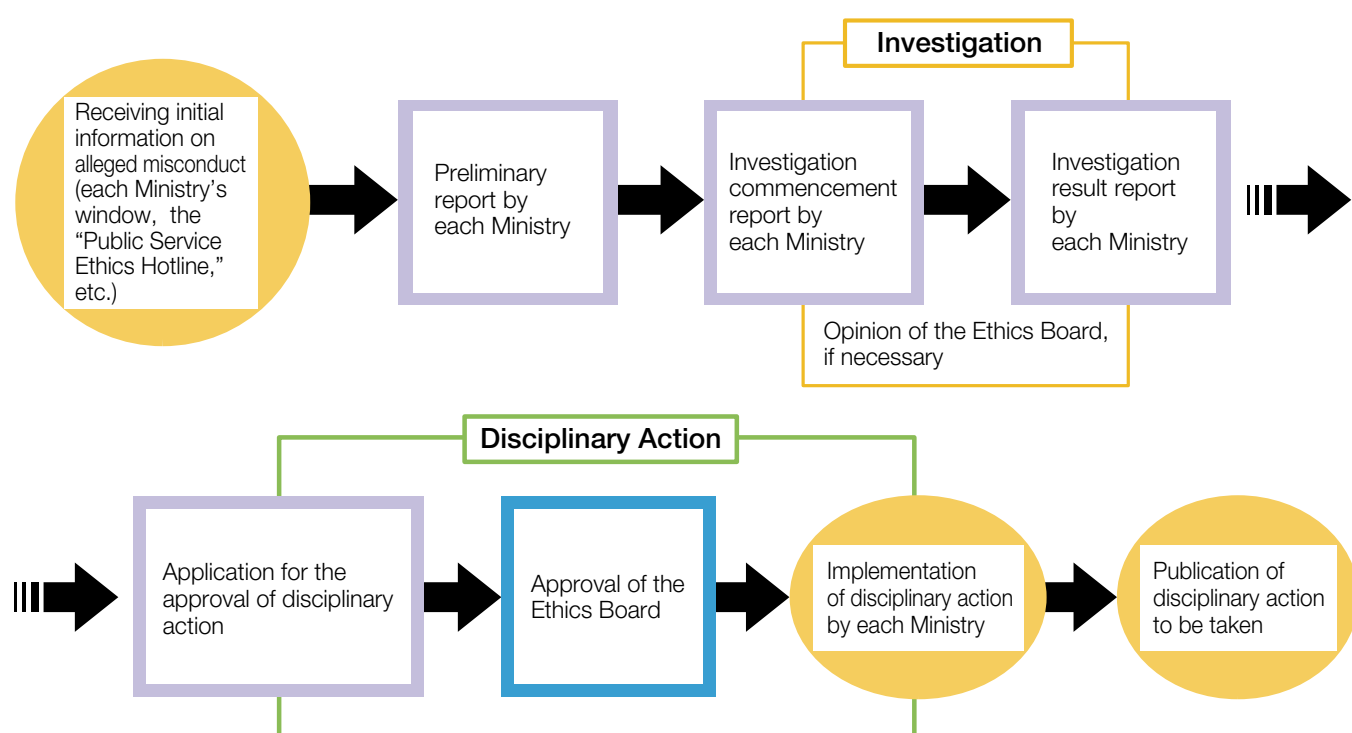 Investigation
Receiving initial
information on
alleged misconduct
(each Ministry's
window, the
“Public Service
Ethics Hotline,”
etc.)
Preliminary
report by
each Ministry
Investigation
commencement
report by
each Ministry
Investigation
result report
by
each Ministry
Opinion of the Ethics Board,
if necessary
Disciplinary Action
Application for the
approval of disciplinary
action
Approval of the
Ethics Board
Implementation
of disciplinary action
by each Ministry
Publication of
disciplinary action
to be taken